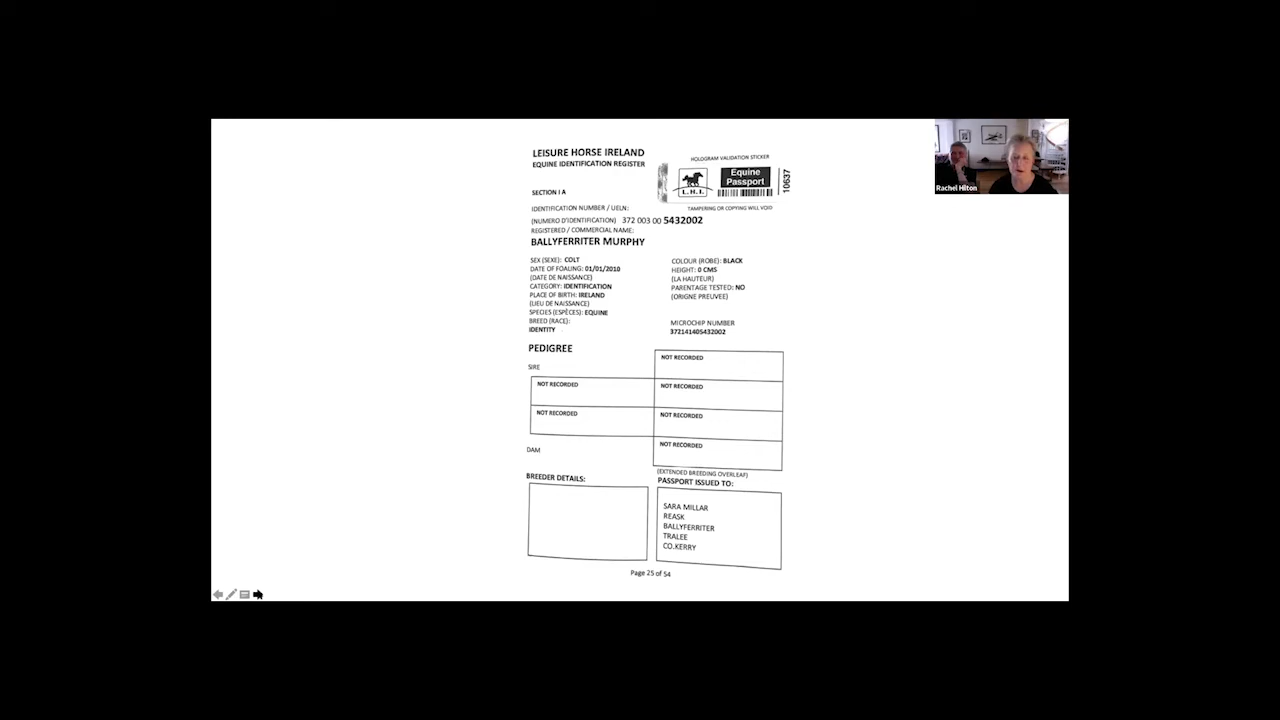 LEISURE HORSE IRELAND
EQUINE IDENTIFICATION REGISTER
HOLOGRAM VALIDATION STICKER
L.H.I.
Equine
Passport
10637
TAMPERING OR COPYING WILL VOID
SECTION I A
IDENTIFICATION NUMBER / UELN:
(NUMERO D'IDENTIFICATION) 372 003 00 5432002
REGISTERED / COMMERCIAL NAME:
BALLYFERRITER MURPHY
SEX (SEXE): COLT
DATE OF FOALING: 01/01/2010
(DATE DE NAISSANCE)
CATEGORY: IDENTIFICATION
PLACE OF BIRTH: IRELAND
(LIEU DE NAISSANCE)
SPECIES (ESPÈCES): EQUINE
BREED (RACE):
IDENTITY
COLOUR (ROBE): BLACK
HEIGHT: 0 CMS
(LA HAUTEUR)
PARENTAGE TESTED: NO
(ORIGNE PREUVEE)
MICROCHIP NUMBER
372141405432002
PEDIGREE
SIRE
NOT RECORDED
NOT RECORDED
NOT RECORDED
NOT RECORDED
NOT RECORDED
NOT RECORDED
DAM
(EXTENDED BREEDING OVERLEAF)
BREEDER DETAILS:
PASSPORT ISSUED TO:
SARA MILLAR
REASK
BALLYFERRITER
TRALEE
CO.KERRY
Page 25 of 54
Rachel Hilton